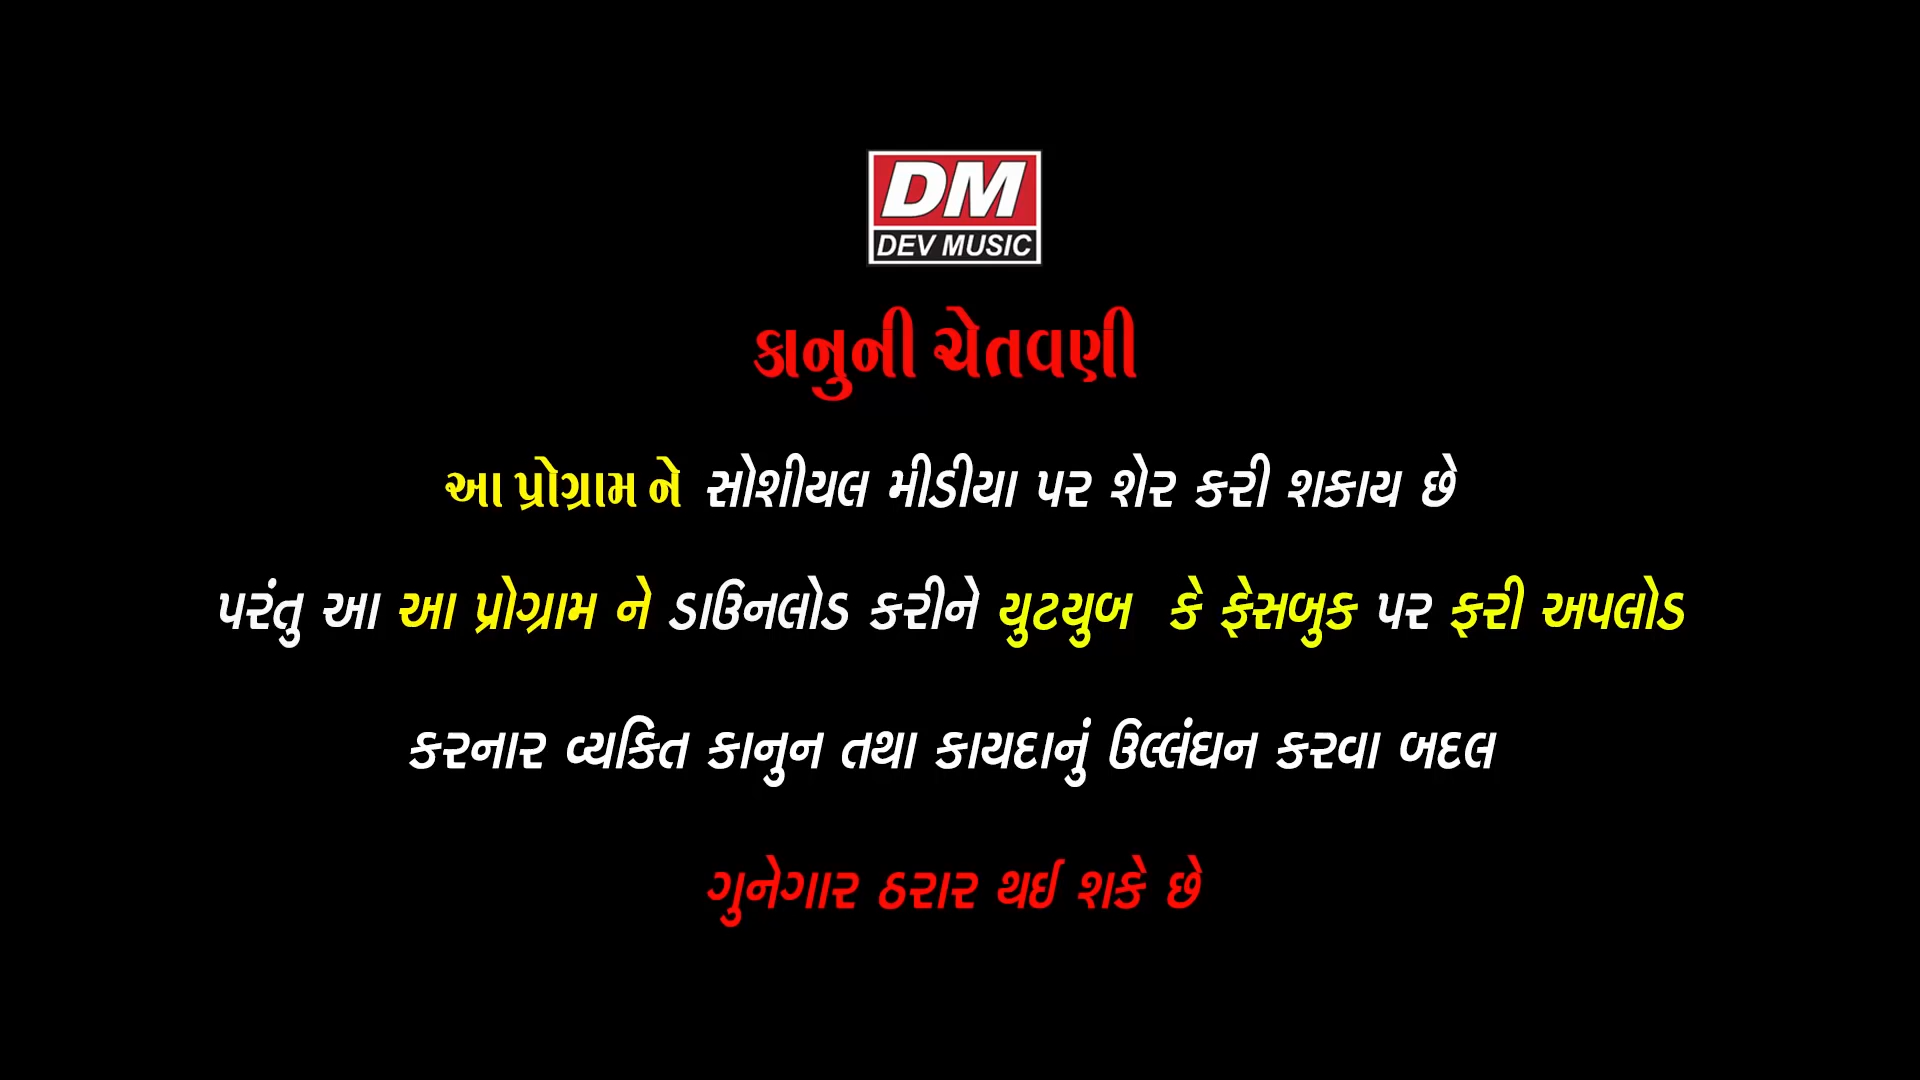 DM
DEV MUSIC
કાનુની ચેતવણી
આ પ્રોગ્રામ ને સોશીયલ મીડીયા પર શેર કરી શકાય છે
પરંતુ આ આ પ્રોગ્રામ ને ડાઉનલોડ કરીને યુટયુબ કે ફેસબુક પર ફરી અપલોડ
કરનાર વ્યકિત કાનુન તથા કાયદાનું ઉલ્લંઘન કરવા બદલ
ગુનેગાર ઠરાર થઈ શકે છે